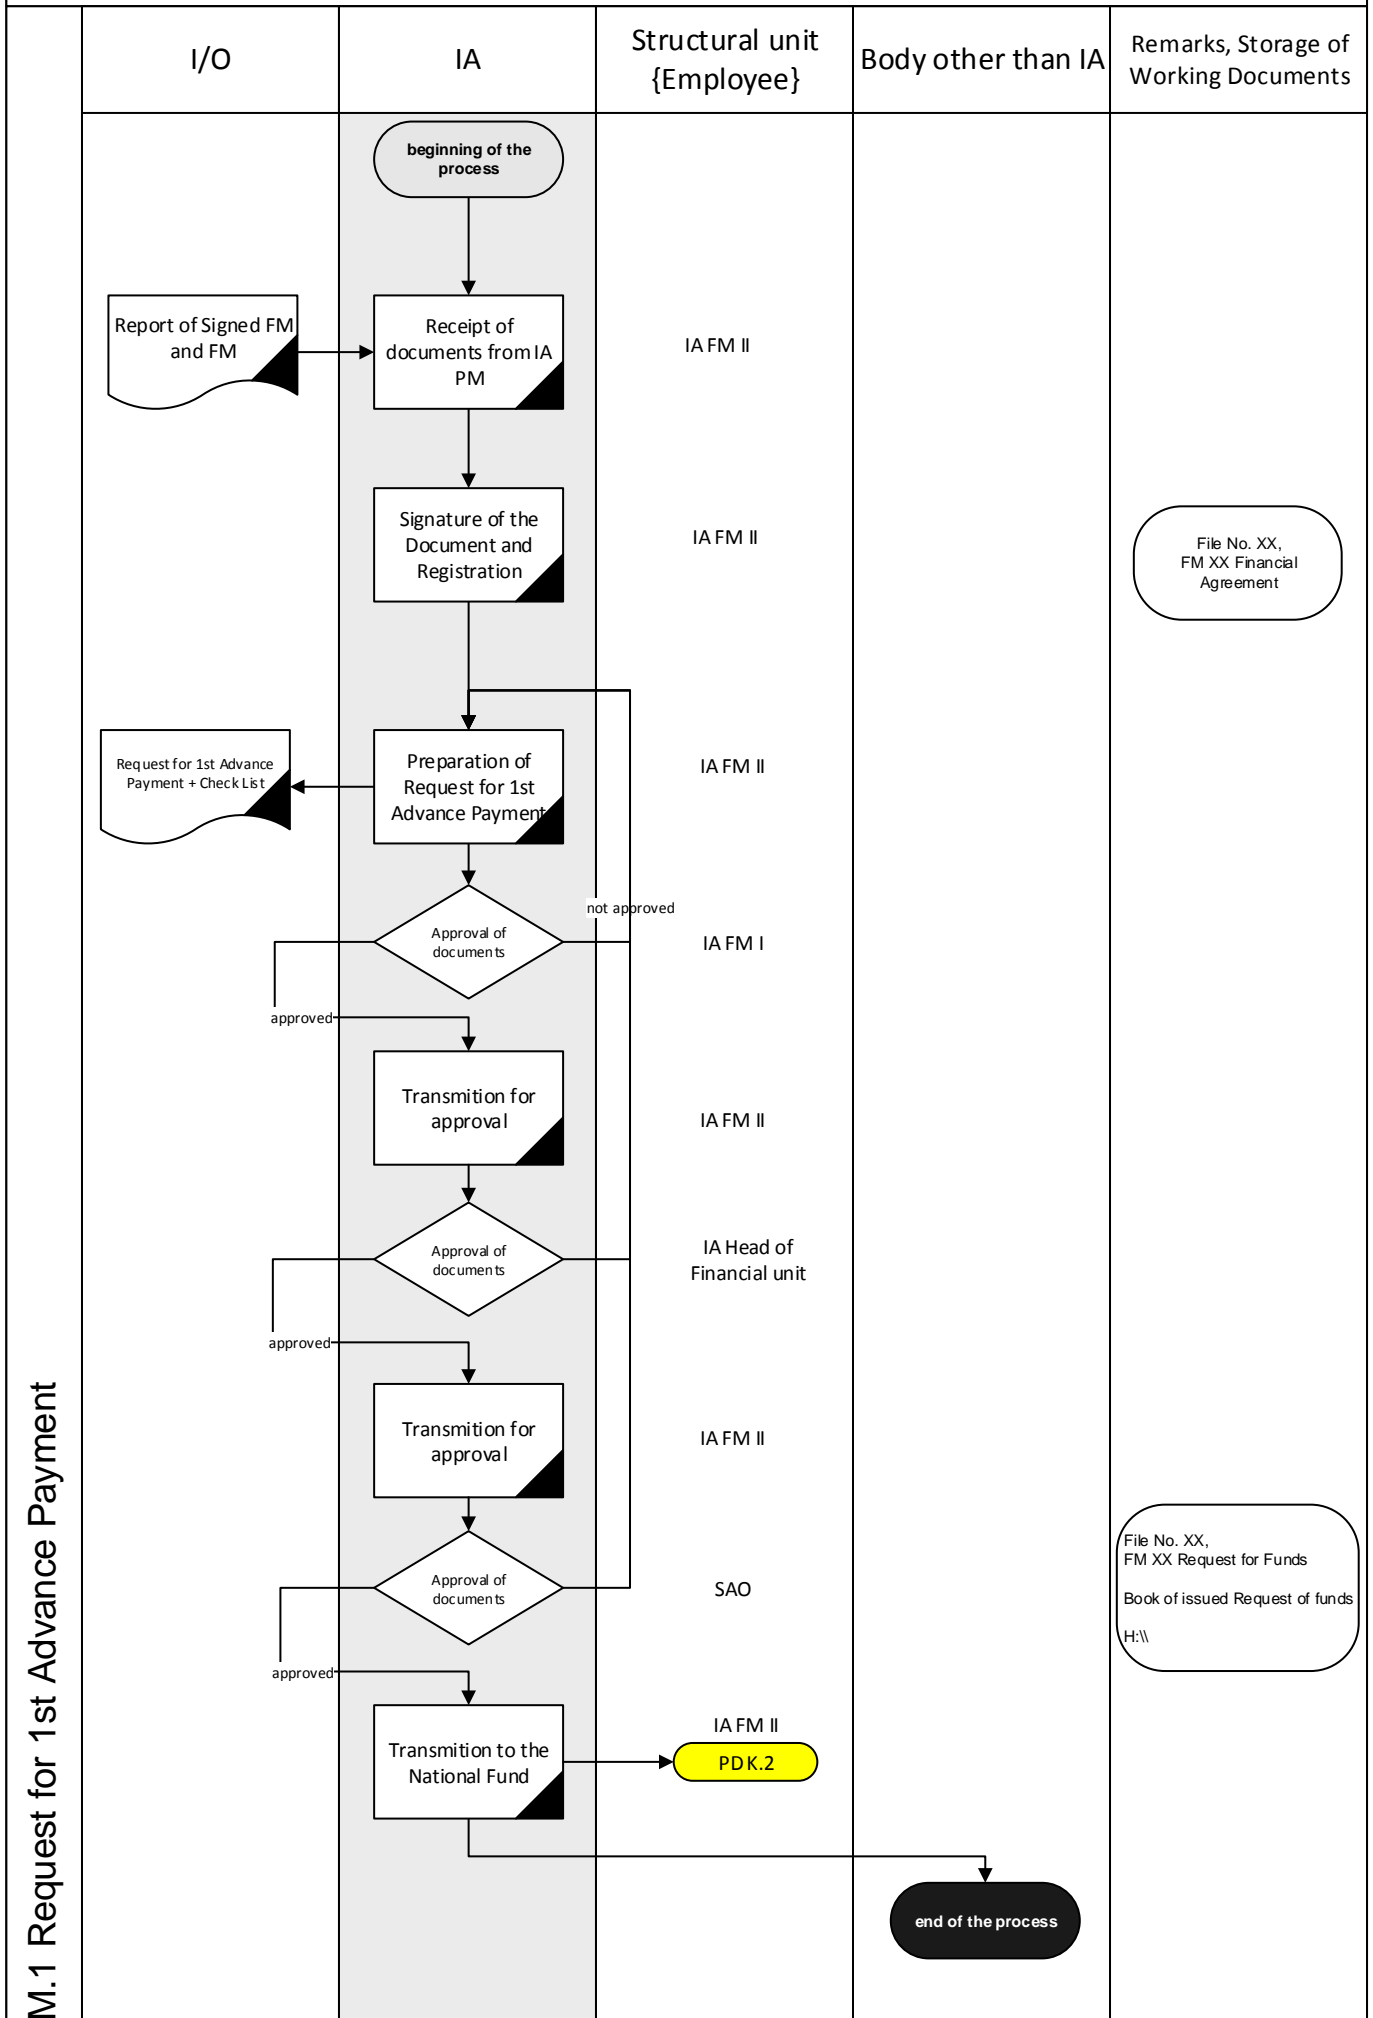 I/O
IA
Structural unit
{Employee}
Body other than IA
Remarks, Storage of
Working Documents
beginning of the
process
Report of Signed FM
and FM
Receipt of
documents from IA
PM
IA FM II
Signature of the
Document and
Registration
IA FM II
File No. XX,
FM XX Financial
Agreement
Request for 1st Advance
Payment + Check List
Preparation of
Request for 1st
Advance Payment
IA FM II
not approved
Approval of
documents
IA FM I
approved
Transmition for
approval
IA FM II
Approval of
documents
IA Head of
Financial unit
approved
Transmition for
approval
IA FM II
Approval of
documents
SAO
File No. XX,
FM XX Request for Funds
Book of issued Request of funds
H:\\
approved
Transmition to the
National Fund
IA FM II
PDK.2
end of the process
M.1 Request for 1st Advance Payment